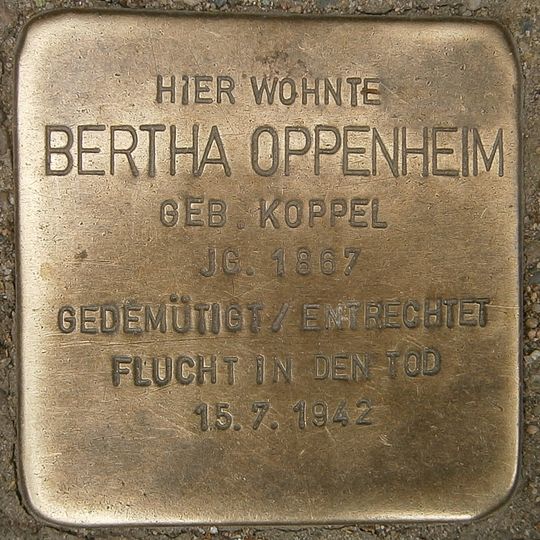 HIER WOHNTE
BERTHA OPPENHEIM
GEB. KOPPEL
JG. 1867
GEDEMÜTIGT / ENTRECHTET
FLUCHT IN DEN TOD
15.7.1942